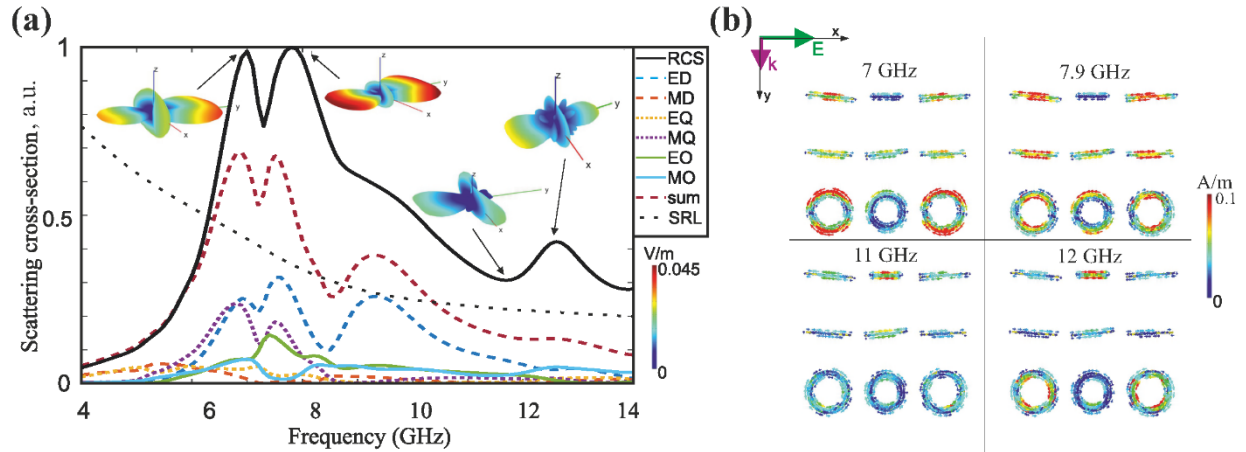 (a)
Scattering cross-section, a.u.
1
0.5
0
4
6
8
10
12
14
Frequency (GHz)
z
y
x
z
y
x
z
y
x
z
y
x
RCS
ED
MD
EQ
MQ
EO
MO
sum
SRL
V/m
0.045
0
(b)
x
E
k
y
7 GHz
7.9 GHz
11 GHz
12 GHz
A/m
0.1
0